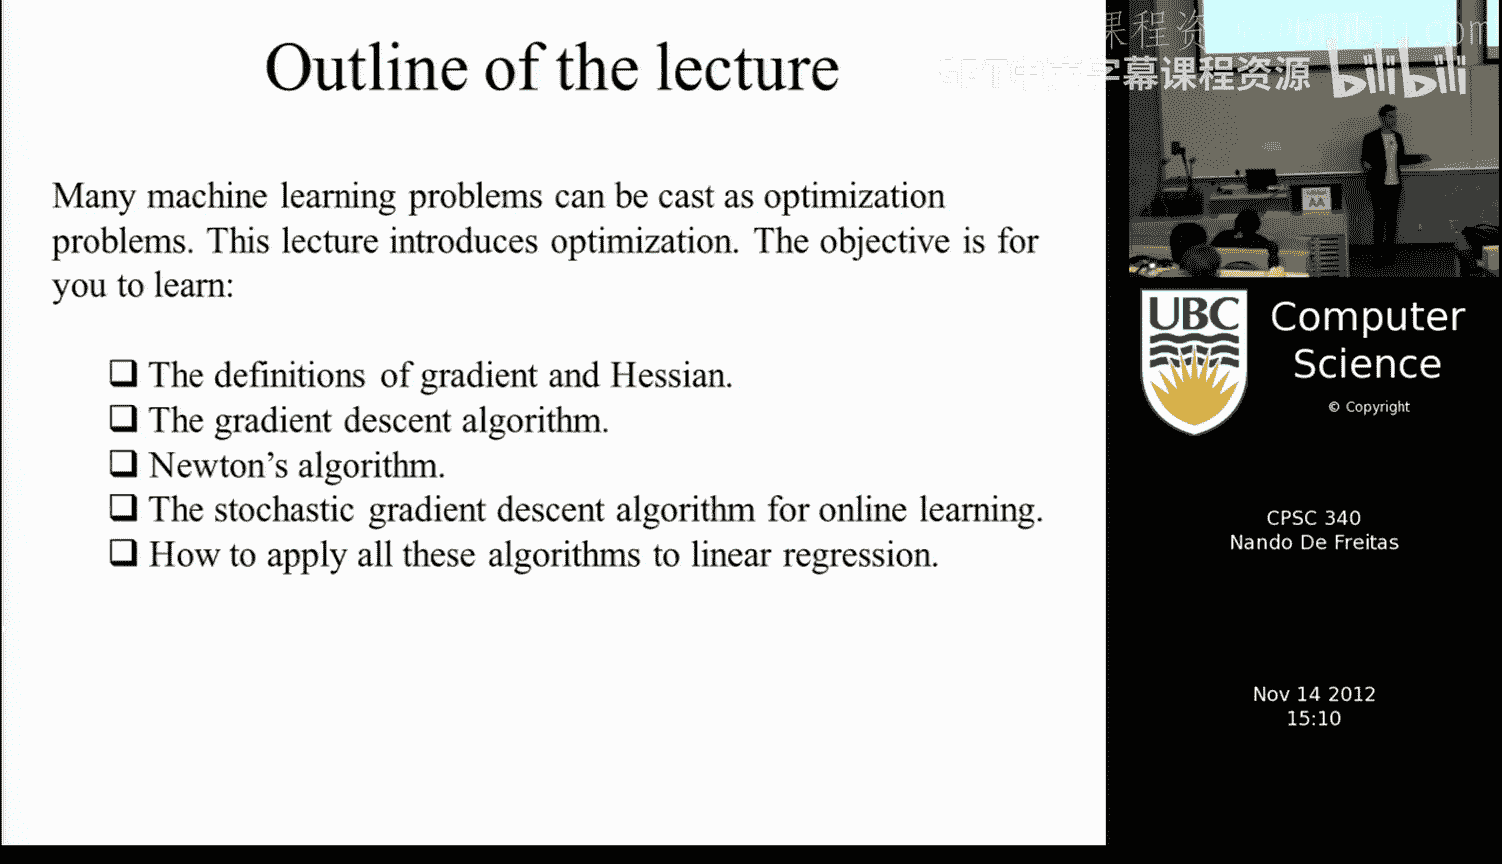 Outline of the lecture
Many machine learning problems can be cast as optimization
problems. This lecture introduces optimization. The objective is for
you to learn:
❑ The definitions of gradient and Hessian.
❑ The gradient descent algorithm.
❑ Newton’s algorithm.
❑ The stochastic gradient descent algorithm for online learning.
❑ How to apply all these algorithms to linear regression.
字幕课程资源
bilibili
UBC
Computer
Science
© Copyright
CPSC 340
Nando De Freitas
Nov 14 2012
15:10